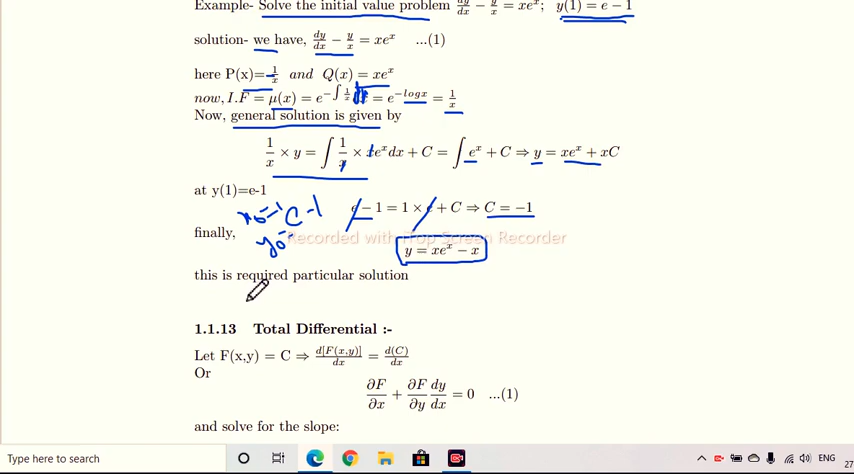 Example- Solve the initial value problem dy/dx − y/x = xe^x; y(1) = e − 1
solution- we have, dy/dx − y/x = xe^x ...(1)
here P(x)=−1/x and Q(x) = xe^x
now, I.F = μ(x) = e^{−∫ 1/x dx} = e^{−logx} = 1/x
Now, general solution is given by
1/x × y = ∫ 1/x × xe^x dx + C = ∫ e^x + C ⇒ y = xe^x + xC
at y(1)=e-1
e − 1 = 1 × e + C ⇒ C = −1
finally,
Recorded with iTop Screen Recorder
y = xe^x − x
this is required particular solution
1.1.13 Total Differential :-
Let F(x,y) = C ⇒ d[F(x,y)]/dx = d(C)/dx
Or
∂F/∂x + ∂F/∂y dy/dx = 0 ...(1)
and solve for the slope:
Type here to search
ENG
27